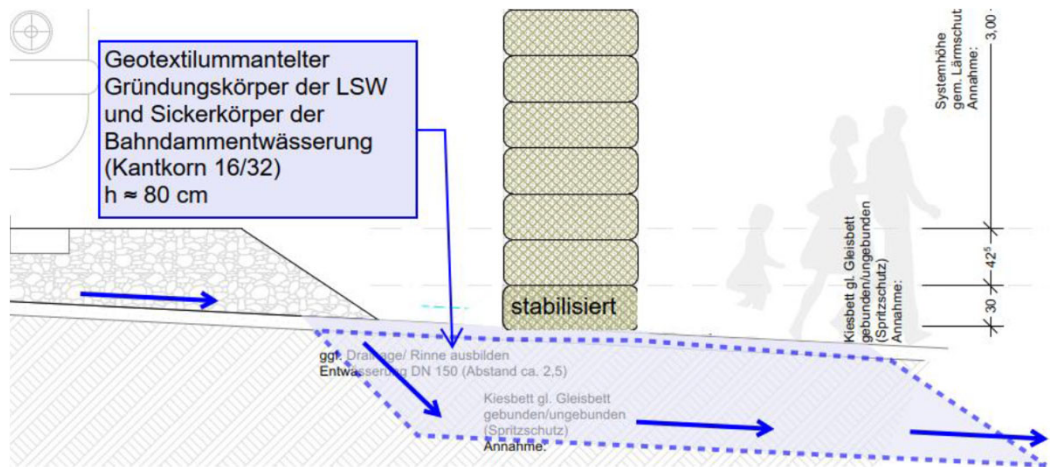 Geotextilummantelter
Gründungskörper der LSW
und Sickerkörper der
Bahndammentwässerung
(Kantkorn 16/32)
h ≈ 80 cm
stabilisiert
ggf. Drainage/ Rinne ausbilden
Entwässerung DN 150 (Abstand ca. 2,5)
Kiesbett gl. Gleisbett
gebunden/ungebunden
(Spritzschutz)
Annahme:
Systemhöhe
gem. Lärmschut
Annahme:
3,00
Kiesbett gl. Gleisbett
gebunden/ungebunden
(Spritzschutz)
Annahme:
42⁵
30